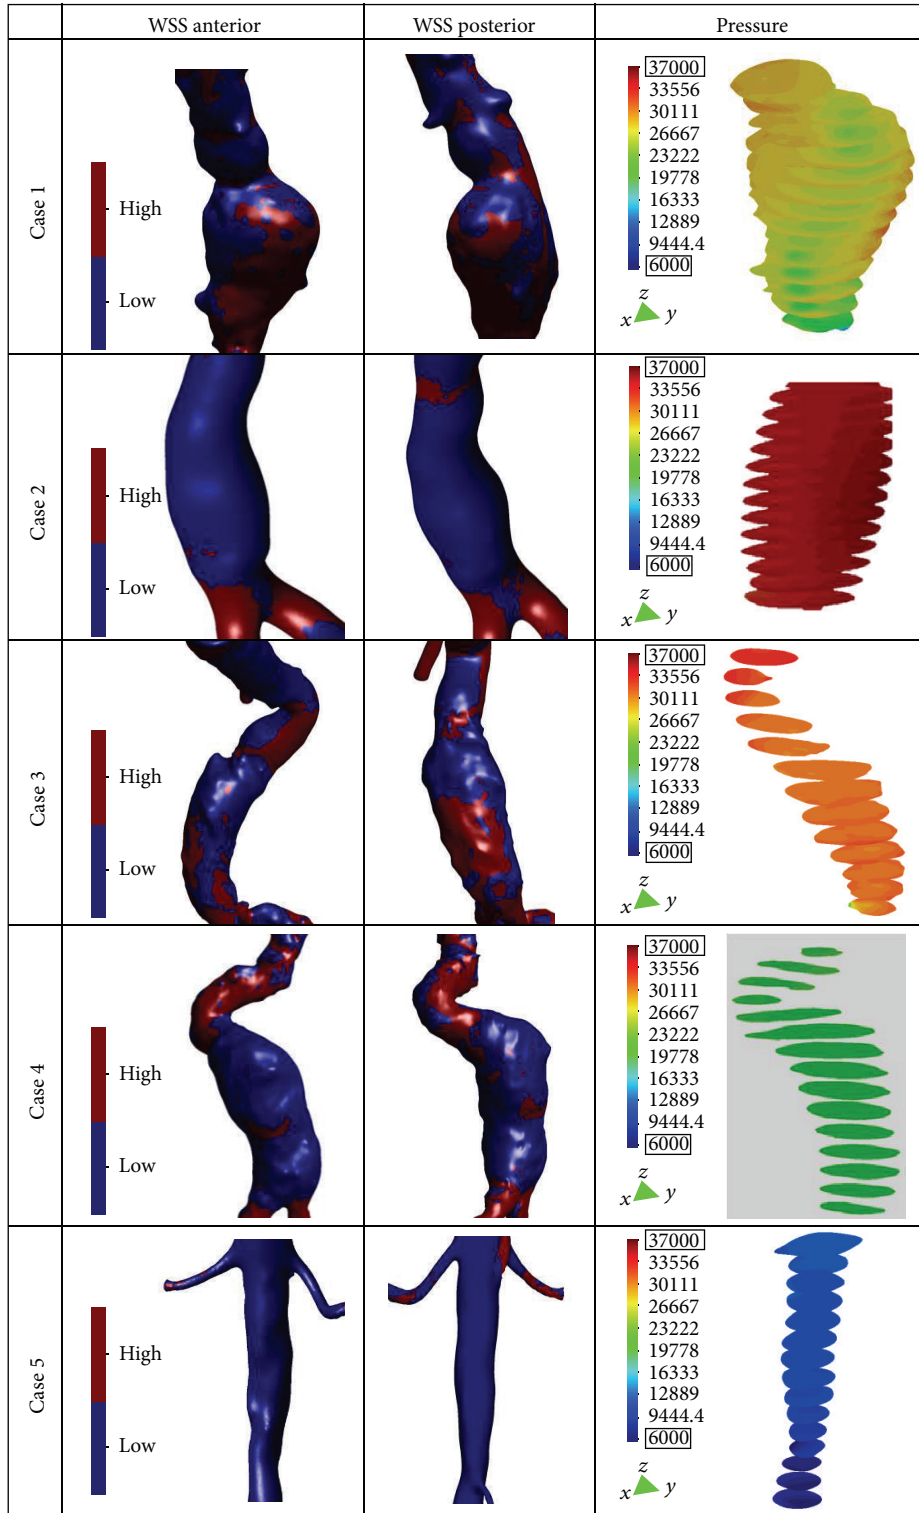 WSS anterior
WSS posterior
Pressure
Case 1
High
Low
37000
33556
30111
26667
23222
19778
16333
12889
9444.4
6000
z
x
y
Case 2
High
Low
37000
33556
30111
26667
23222
19778
16333
12889
9444.4
6000
z
x
y
Case 3
High
Low
37000
33556
30111
26667
23222
19778
16333
12889
9444.4
6000
z
x
y
Case 4
High
Low
37000
33556
30111
26667
23222
19778
16333
12889
9444.4
6000
z
x
y
Case 5
High
Low
37000
33556
30111
26667
23222
19778
16333
12889
9444.4
6000
z
x
y